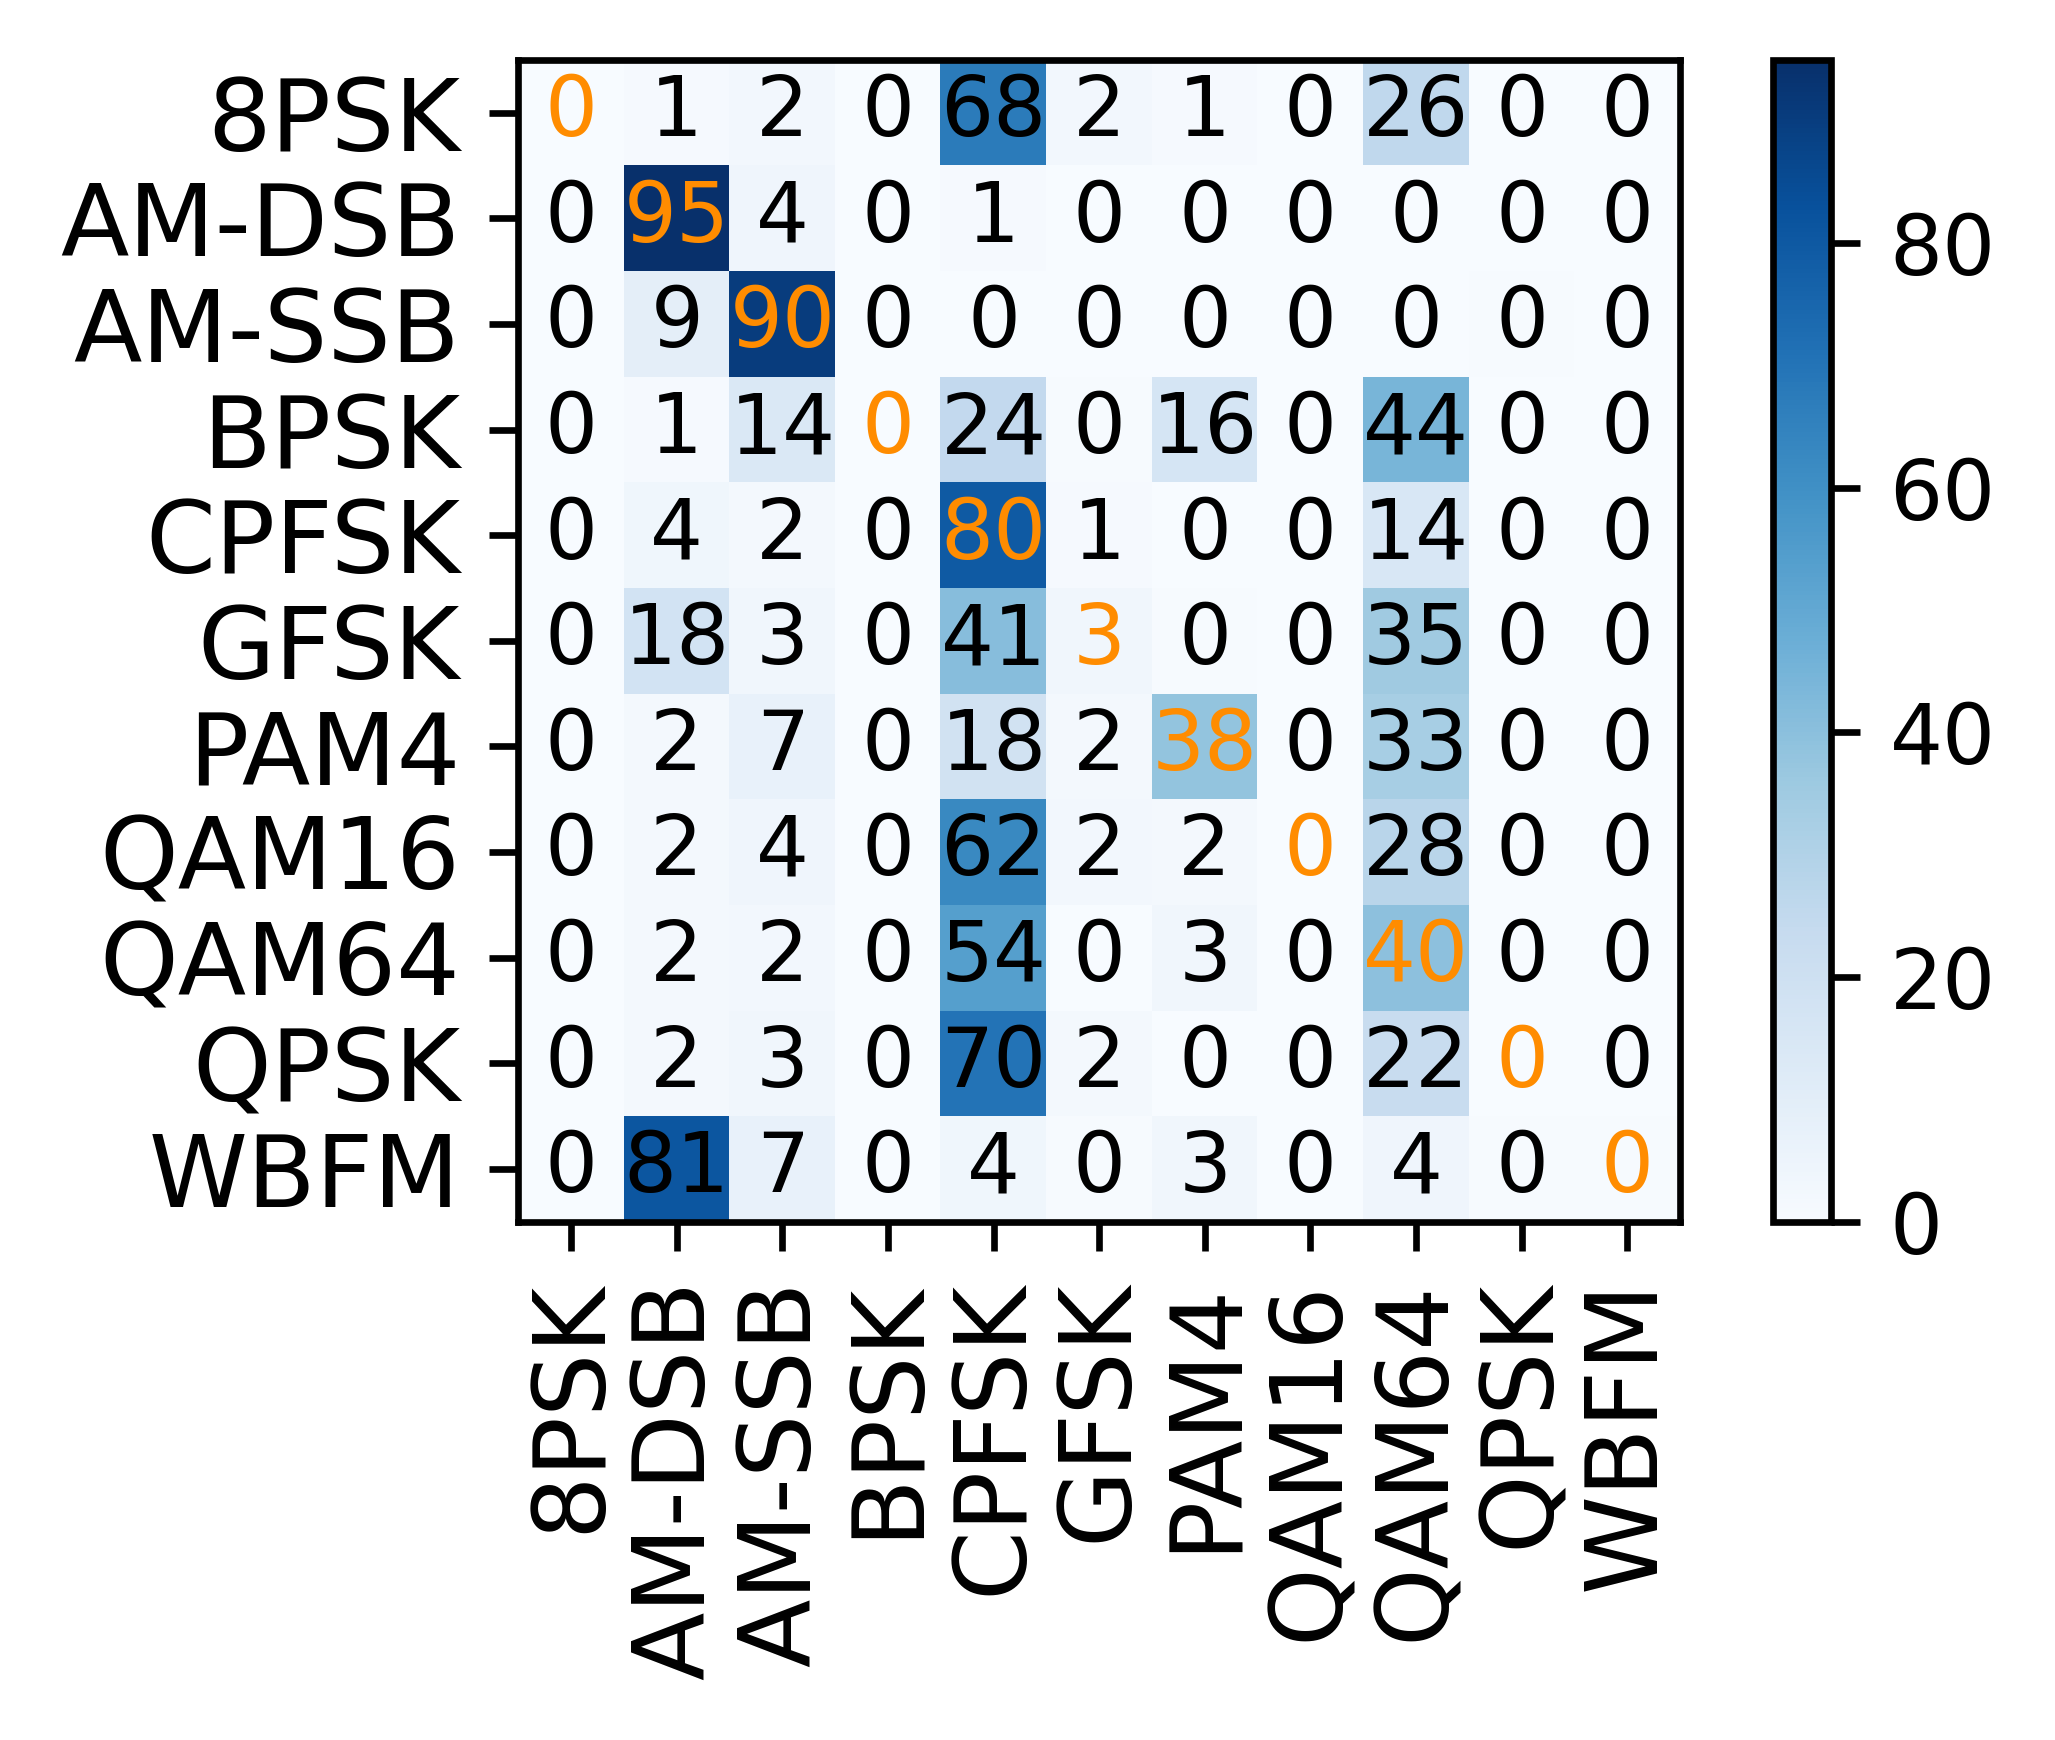 8PSK 0 1 2 0 68 2 1 0 26 0 0
AM-DSB 0 95 4 0 1 0 0 0 0 0 0
AM-SSB 0 9 90 0 0 0 0 0 0 0 0
BPSK 0 1 14 0 24 0 16 0 44 0 0
CPFSK 0 4 2 0 80 1 0 0 14 0 0
GFSK 0 18 3 0 41 3 0 0 35 0 0
PAM4 0 2 7 0 18 2 38 0 33 0 0
QAM16 0 2 4 0 62 2 2 0 28 0 0
QAM64 0 2 2 0 54 0 3 0 40 0 0
QPSK 0 2 3 0 70 2 0 0 22 0 0
WBFM 0 81 7 0 4 0 3 0 4 0 0
8PSK
AM-DSB
AM-SSB
BPSK
CPFSK
GFSK
PAM4
QAM16
QAM64
QPSK
WBFM
80
60
40
20
0